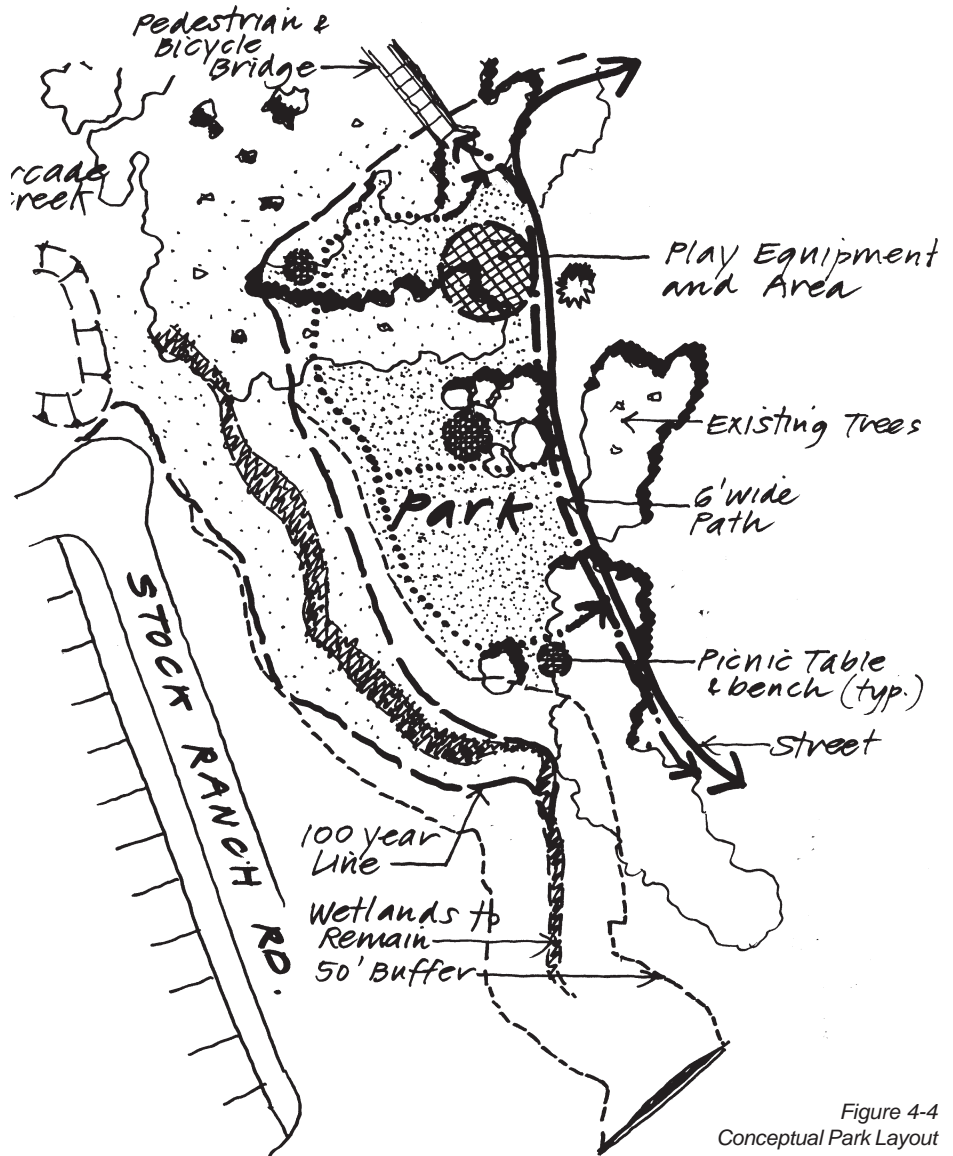 Pedestrian &
Bicycle
Bridge
rcade
reek
Play Equipment
and Area
Existing Trees
Park
6' wide
Path
STOCK RANCH RD.
Picnic Table
& bench (typ.)
Street
100 year
Line
Wetlands to
Remain
50' Buffer
Figure 4-4
Conceptual Park Layout